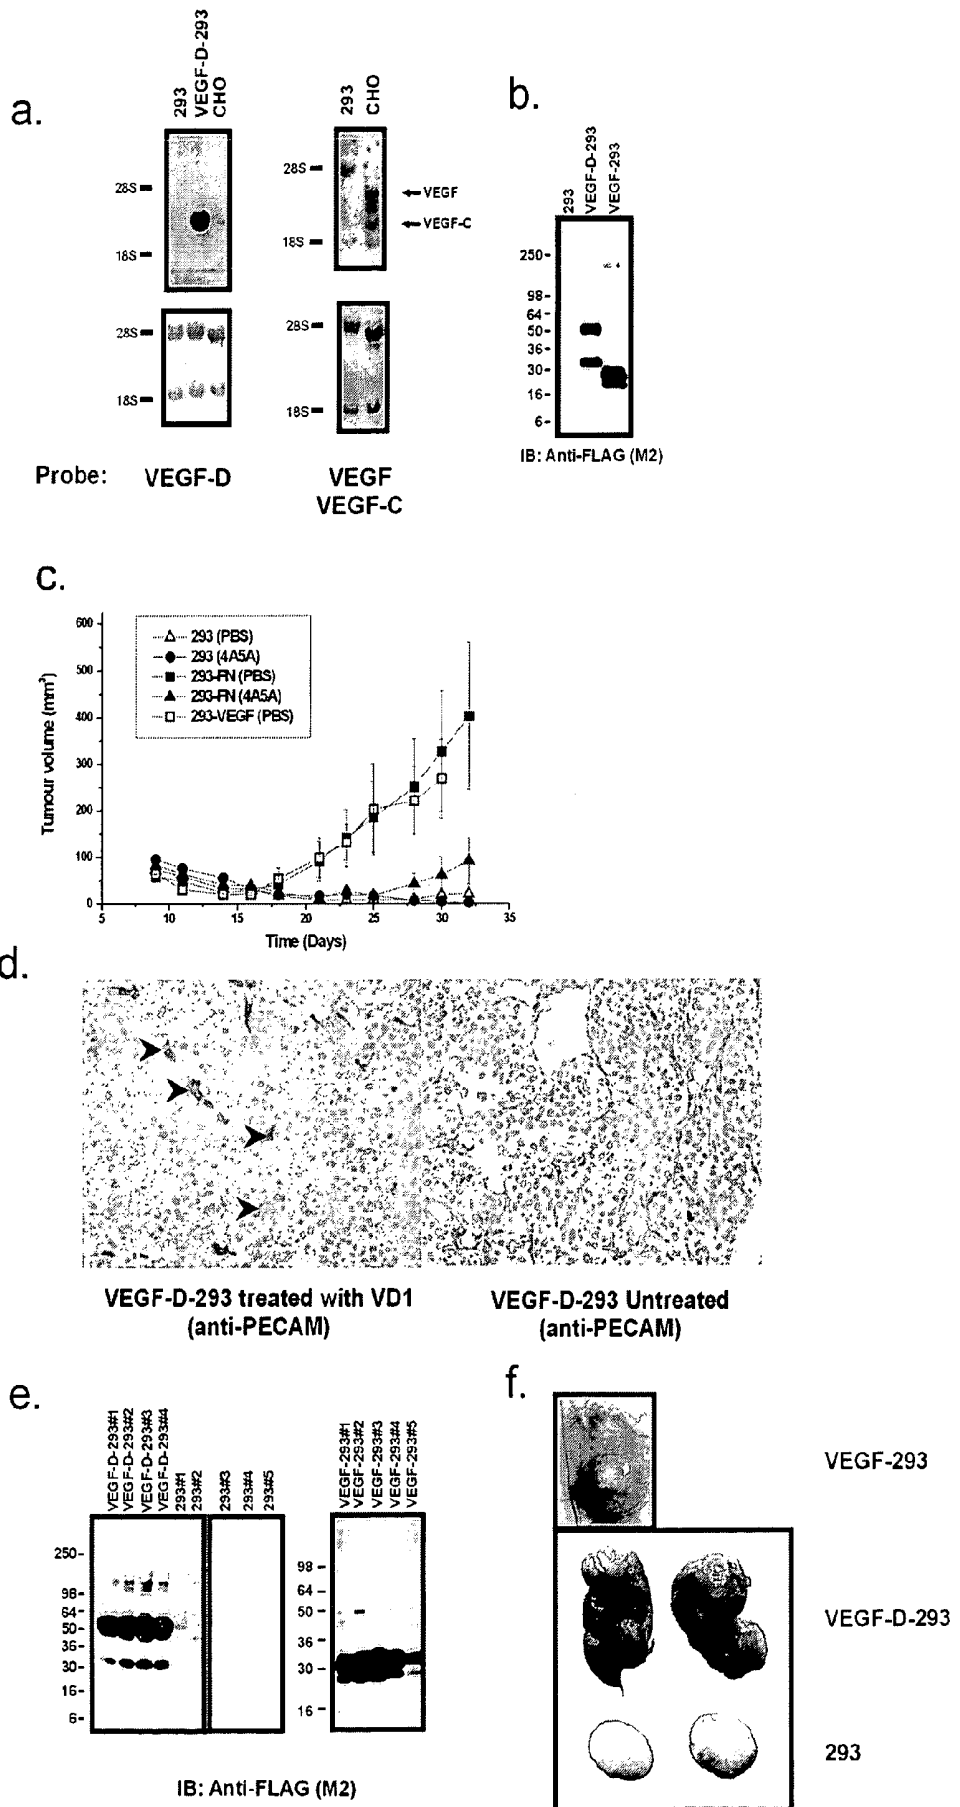 a.
293
VEGF-D-293
CHO
28S
18S
28S
18S
293
CHO
28S
18S
VEGF
VEGF-C
28S
18S
Probe:
VEGF-D
VEGF
VEGF-C
b.
293
VEGF-D-293
VEGF-293
250-
98-
64-
50-
36-
30-
16-
6-
IB: Anti-FLAG (M2)
c.
Tumour volume (mm³)
600
500
400
300
200
100
0
5 10 15 20 25 30 35
Time (Days)
293 (PBS)
293 (4A5A)
293-FN (PBS)
293-FN (4A5A)
293-VEGF (PBS)
d.
VEGF-D-293 treated with VD1
(anti-PECAM)
VEGF-D-293 Untreated
(anti-PECAM)
e.
VEGF-D-293#1
VEGF-D-293#2
VEGF-D-293#3
VEGF-D-293#4
293#1
293#2
293#3
293#4
293#5
250-
98-
64-
50-
36-
30-
16-
6-
VEGF-293#1
VEGF-293#2
VEGF-293#3
VEGF-293#4
VEGF-293#5
98-
64-
50-
36-
30-
16-
IB: Anti-FLAG (M2)
f.
VEGF-293
VEGF-D-293
293